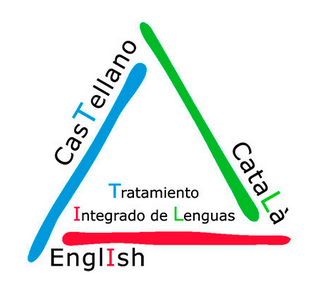 CasTellano
CataLà
Tratamiento
Integrado de Lenguas
EnglIsh